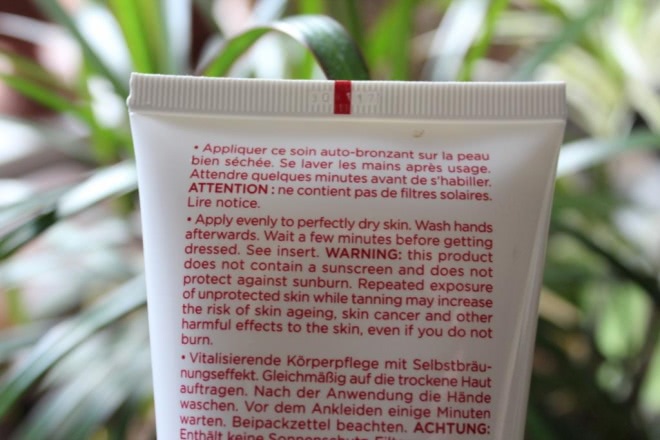 • Appliquer ce soin auto-bronzant sur la peau
bien séchée. Se laver les mains après usage.
Attendre quelques minutes avant de s'habiller.
ATTENTION : ne contient pas de filtres solaires.
Lire notice.
• Apply evenly to perfectly dry skin. Wash hands
afterwards. Wait a few minutes before getting
dressed. See insert. WARNING: this product
does not contain a sunscreen and does not
protect against sunburn. Repeated exposure
of unprotected skin while tanning may increase
the risk of skin ageing, skin cancer and other
harmful effects to the skin, even if you do not
burn.
• Vitalisierende Körperpflege mit Selbstbräu-
nungseffekt. Gleichmäßig auf die trockene Haut
auftragen. Nach der Anwendung die Hände
waschen. Vor dem Ankleiden einige Minuten
warten. Beipackzettel beachten. ACHTUNG:
Enthält keine